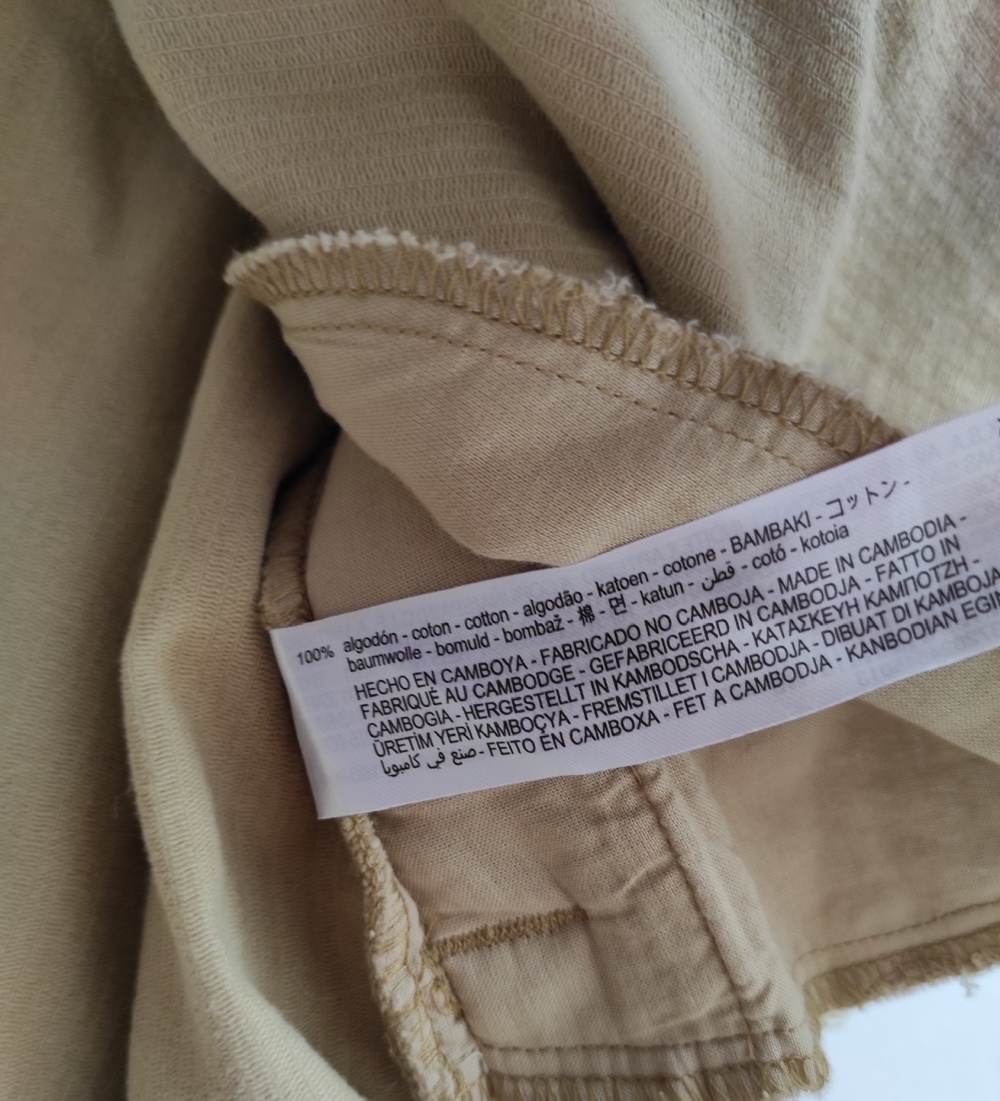 100% algodón - coton - cotton - algodão - katoen - cotone - BAMBAKI - コットン -
baumwolle - bomuld - bombaž - 棉 - 면 - katun - قطن - cotó - kotoia
HECHO EN CAMBOYA - FABRICADO NO CAMBOJA - MADE IN CAMBODIA -
FABRIQUÉ AU CAMBODGE - GEFABRICEERD IN CAMBODJA - FATTO IN
CAMBOGIA - HERGESTELLT IN KAMBODSCHA - ΚΑΤΑΣΚΕΥΗ ΚΑΜΠΟΤΖΗ -
ÜRETİM YERİ KAMBOÇYA - FREMSTILLET I CAMBODJA - DIBUAT DI KAMBOJA
صنع في كامبوبا - FEITO EN CAMBOXA - FET A CAMBODJA - KANBODIAN EGIN